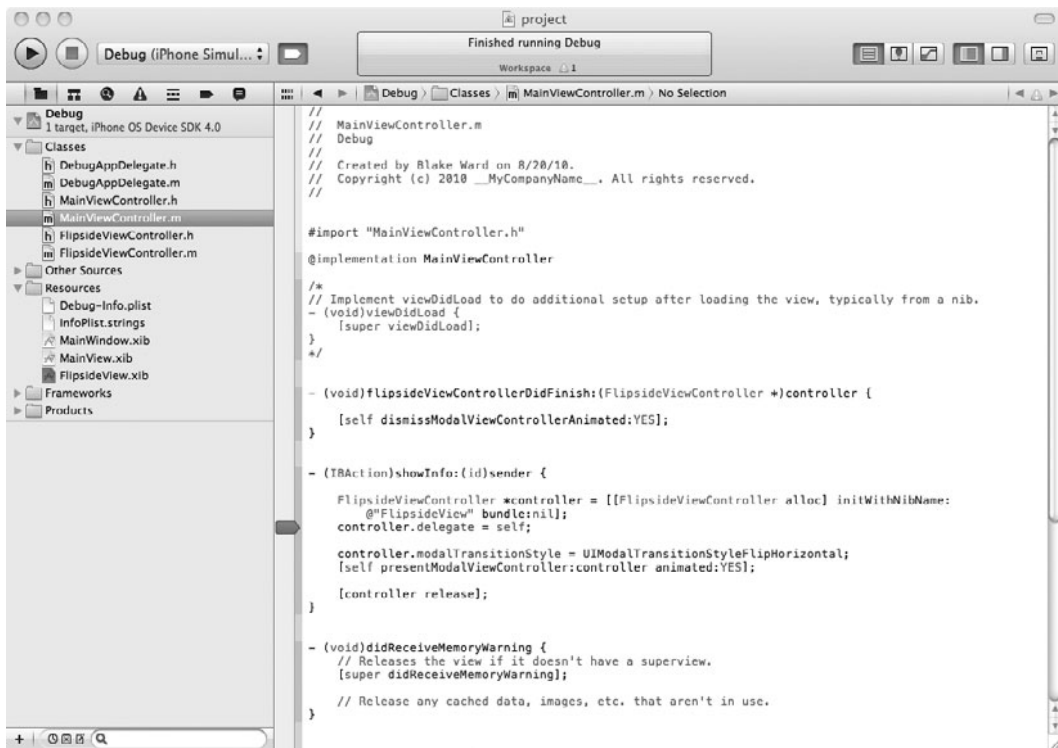 project
Debug (iPhone Simul...
Finished running Debug
Workspace 1
Debug
1 target, iPhone OS Device SDK 4.0
Classes
h DebugAppDelegate.h
m DebugAppDelegate.m
h MainViewController.h
m MainViewController.m
h FlipsideViewController.h
m FlipsideViewController.m
Other Sources
Resources
Debug-Info.plist
InfoPlist.strings
MainWindow.xib
MainView.xib
FlipsideView.xib
Frameworks
Products
Debug 〉 Classes 〉 m MainViewController.m 〉 No Selection
//
//  MainViewController.m
//  Debug
//
//  Created by Blake Ward on 8/20/10.
//  Copyright (c) 2010 __MyCompanyName__. All rights reserved.
//
#import "MainViewController.h"
@implementation MainViewController
/*
// Implement viewDidLoad to do additional setup after loading the view, typically from a nib.
- (void)viewDidLoad {
    [super viewDidLoad];
}
*/
- (void)flipsideViewControllerDidFinish:(FlipsideViewController *)controller {
    [self dismissModalViewControllerAnimated:YES];
}
- (IBAction)showInfo:(id)sender {
    FlipsideViewController *controller = [[FlipsideViewController alloc] initWithNibName:
        @"FlipsideView" bundle:nil];
    controller.delegate = self;
    controller.modalTransitionStyle = UIModalTransitionStyleFlipHorizontal;
    [self presentModalViewController:controller animated:YES];
    [controller release];
}
- (void)didReceiveMemoryWarning {
    // Releases the view if it doesn't have a superview.
    [super didReceiveMemoryWarning];
    // Release any cached data, images, etc. that aren't in use.
}